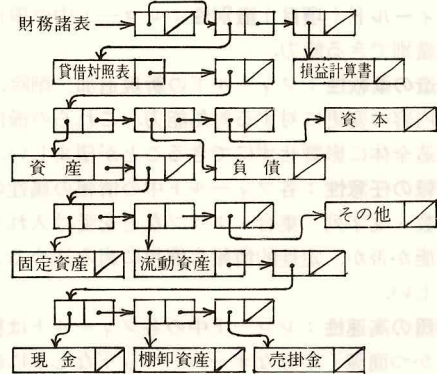 財務諸表
貸借対照表
損益計算書
資本
資産
負債
その他
固定資産
流動資産
現金
棚卸資産
売掛金